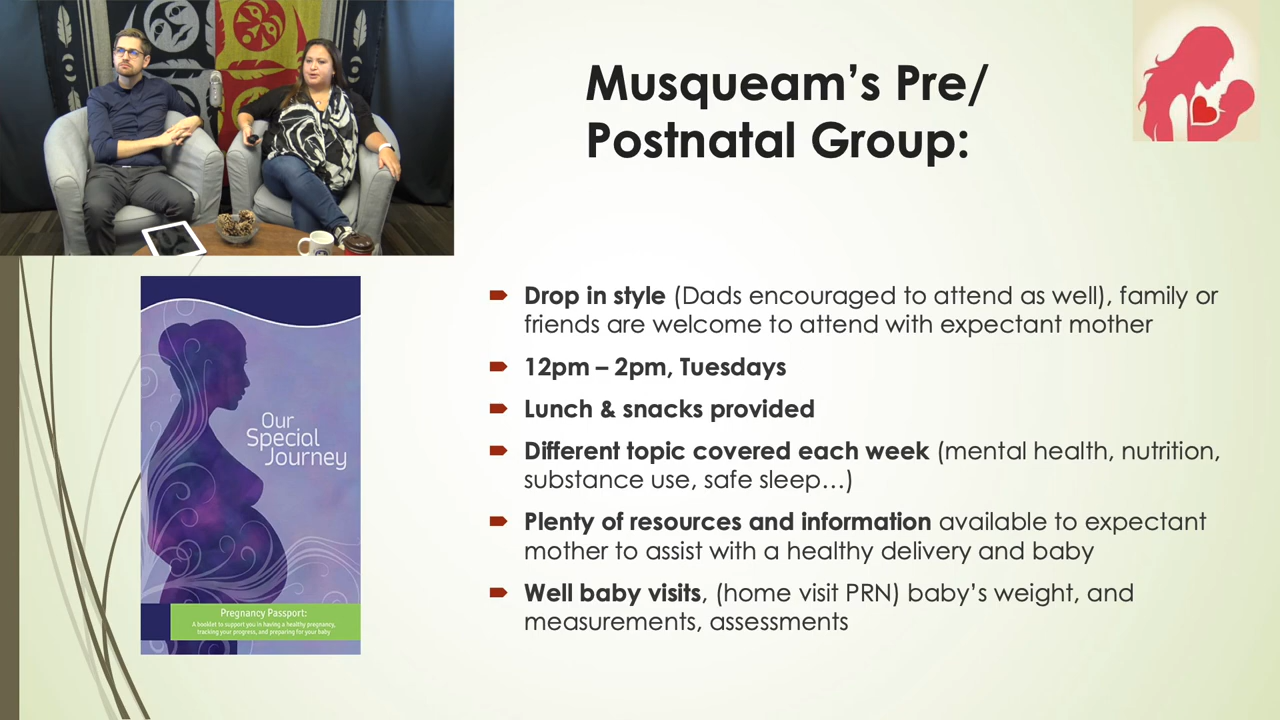 Musqueam’s Pre/
Postnatal Group:
Drop in style (Dads encouraged to attend as well), family or
friends are welcome to attend with expectant mother
12pm – 2pm, Tuesdays
Lunch & snacks provided
Different topic covered each week (mental health, nutrition,
substance use, safe sleep…)
Plenty of resources and information available to expectant
mother to assist with a healthy delivery and baby
Well baby visits, (home visit PRN) baby’s weight, and
measurements, assessments
Our
Special
Journey
Pregnancy Passport:
A booklet to support you in having a healthy pregnancy,
tracking your progress, and preparing for your baby